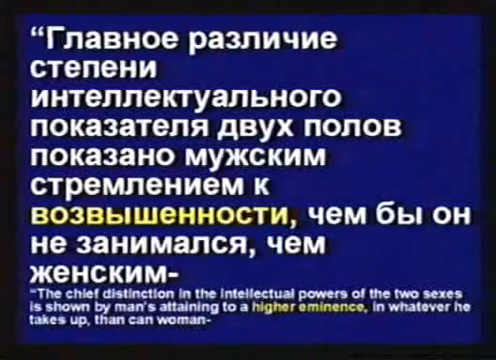 “Главное различие
степени
интеллектуального
показателя двух полов
показано мужским
стремлением к
возвышенности, чем бы он
не занимался, чем
женским-
“The chief distinction in the intellectual powers of the two sexes
is shown by man's attaining to a higher eminence, in whatever he
takes up, than can woman-